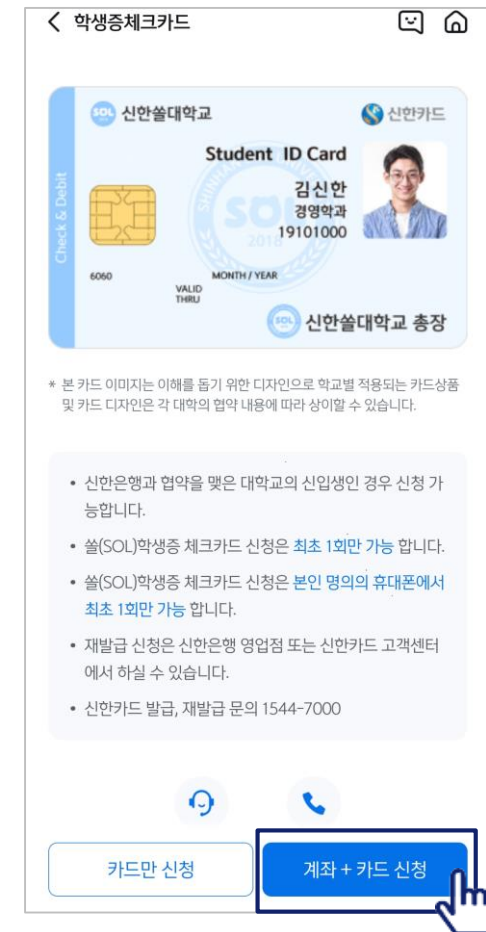 학생증체크카드
SOL 신한쏠대학교
신한카드
Check & Debit
Student ID Card
김신한
경영학과
19101000
SOL
2018
6060
MONTH / YEAR
VALID
THRU
SOL 신한쏠대학교 총장
* 본 카드 이미지는 이해를 돕기 위한 디자인으로 학교별 적용되는 카드상품
및 카드 디자인은 각 대학의 협약 내용에 따라 상이할 수 있습니다.
• 신한은행과 협약을 맺은 대학교의 신입생인 경우 신청 가
능합니다.
• 쏠(SOL)학생증 체크카드 신청은 최초 1회만 가능 합니다.
• 쏠(SOL)학생증 체크카드 신청은 본인 명의의 휴대폰에서
최초 1회만 가능 합니다.
• 재발급 신청은 신한은행 영업점 또는 신한카드 고객센터
에서 하실 수 있습니다.
• 신한카드 발급, 재발급 문의 1544-7000
카드만 신청
계좌 + 카드 신청